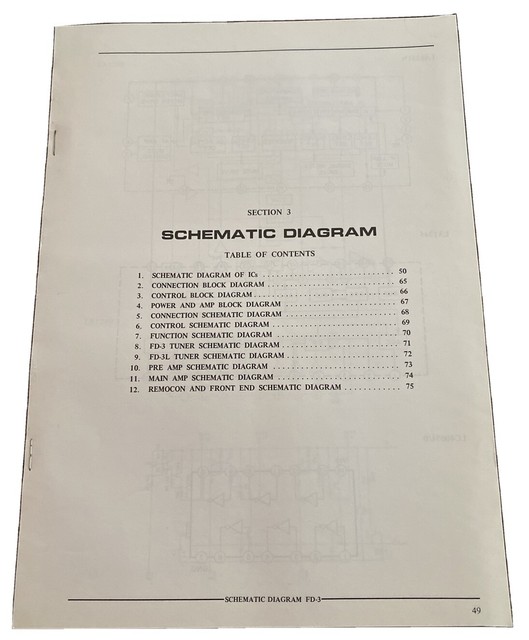 SECTION 3
SCHEMATIC DIAGRAM
TABLE OF CONTENTS
1. SCHEMATIC DIAGRAM OF ICs . . . . . . . . . . . . . . . . . . . . . . . . . . . . 50
2. CONNECTION BLOCK DIAGRAM . . . . . . . . . . . . . . . . . . . . . . . . . . 65
3. CONTROL BLOCK DIAGRAM . . . . . . . . . . . . . . . . . . . . . . . . . . . . . 66
4. POWER AND AMP BLOCK DIAGRAM . . . . . . . . . . . . . . . . . . . . . . . 67
5. CONNECTION SCHEMATIC DIAGRAM . . . . . . . . . . . . . . . . . . . . . . . 68
6. CONTROL SCHEMATIC DIAGRAM . . . . . . . . . . . . . . . . . . . . . . . . . 69
7. FUNCTION SCHEMATIC DIAGRAM . . . . . . . . . . . . . . . . . . . . . . . . . 70
8. FD-3 TUNER SCHEMATIC DIAGRAM . . . . . . . . . . . . . . . . . . . . . . . 71
9. FD-3L TUNER SCHEMATIC DIAGRAM . . . . . . . . . . . . . . . . . . . . . . 72
10. PRE AMP SCHEMATIC DIAGRAM . . . . . . . . . . . . . . . . . . . . . . . . . 73
11. MAIN AMP SCHEMATIC DIAGRAM . . . . . . . . . . . . . . . . . . . . . . . . 74
12. REMOCON AND FRONT END SCHEMATIC DIAGRAM . . . . . . . . . . . 75
SCHEMATIC DIAGRAM FD-3
49